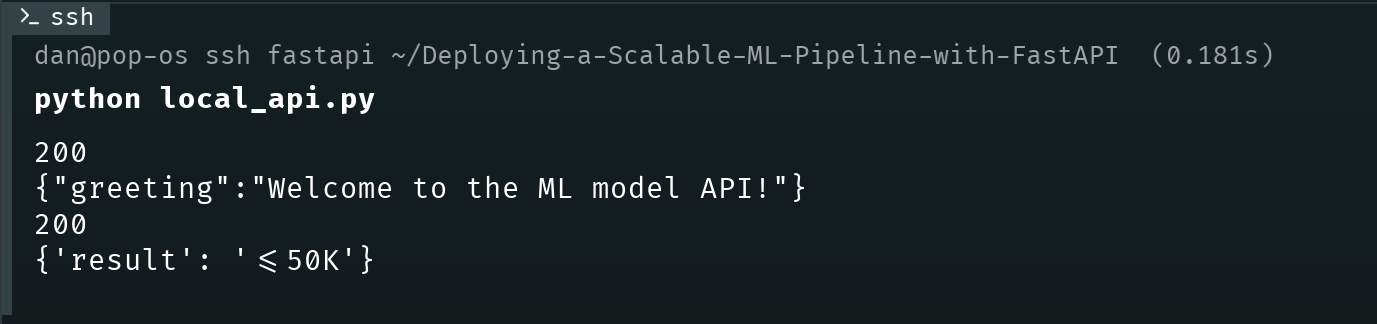 >_ ssh
dan@pop-os ssh fastapi ~/Deploying-a-Scalable-ML-Pipeline-with-FastAPI (0.181s)
python local_api.py
200
{"greeting":"Welcome to the ML model API!"}
200
{'result': '<=50K'}